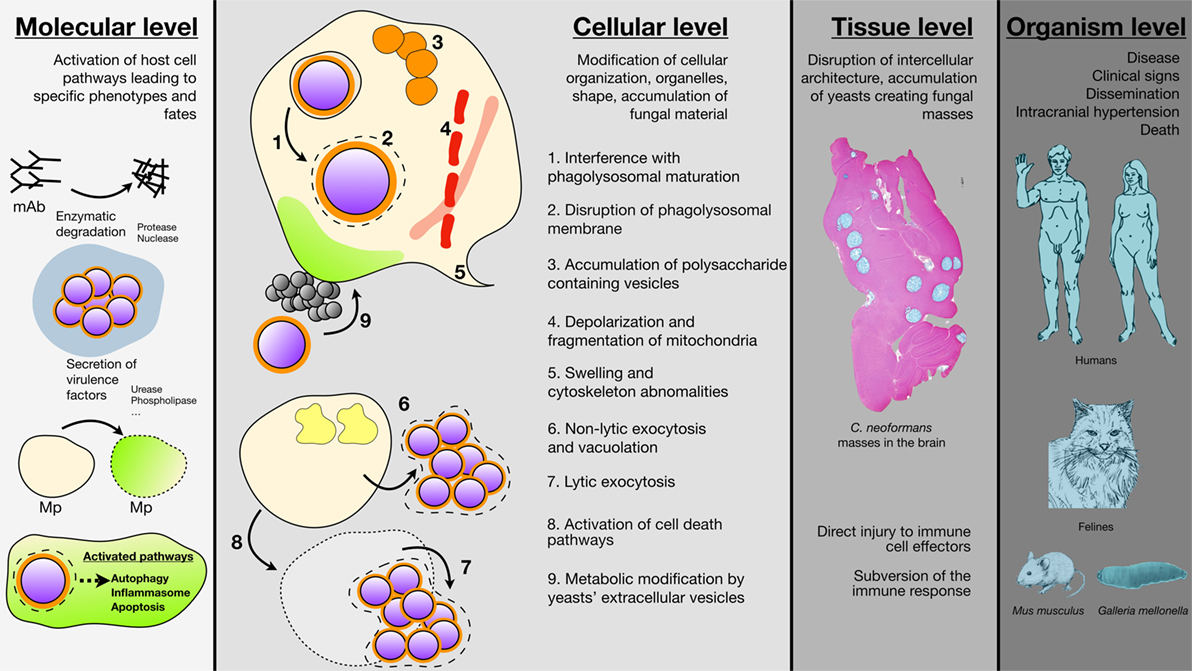 Molecular level
Activation of host cell
pathways leading to
specific phenotypes and
fates
mAb
Enzymatic
degradation
Protease
Nuclease
Secretion of
virulence
factors
Urease
Phospholipase
...
Mp
Mp
Activated pathways
Autophagy
Inflammasome
Apoptosis
Cellular level
Modification of cellular
organization, organelles,
shape, accumulation of
fungal material
1
2
3
4
5
9
6
8
7
1. Interference with
phagolysosomal maturation
2. Disruption of phagolysosomal
membrane
3. Accumulation of polysaccharide
containing vesicles
4. Depolarization and
fragmentation of mitochondria
5. Swelling and
cytoskeleton abnomalities
6. Non-lytic exocytosis
and vacuolation
7. Lytic exocytosis
8. Activation of cell death
pathways
9. Metabolic modification by
yeasts' extracellular vesicles
Tissue level
Disruption of intercellular
architecture, accumulation
of yeasts creating fungal
masses
C. neoformans
masses in the brain
Direct injury to immune
cell effectors
Subversion of the
immune response
Organism level
Disease
Clinical signs
Dissemination
Intracranial hypertension
Death
Humans
Felines
Mus musculus
Galleria mellonella